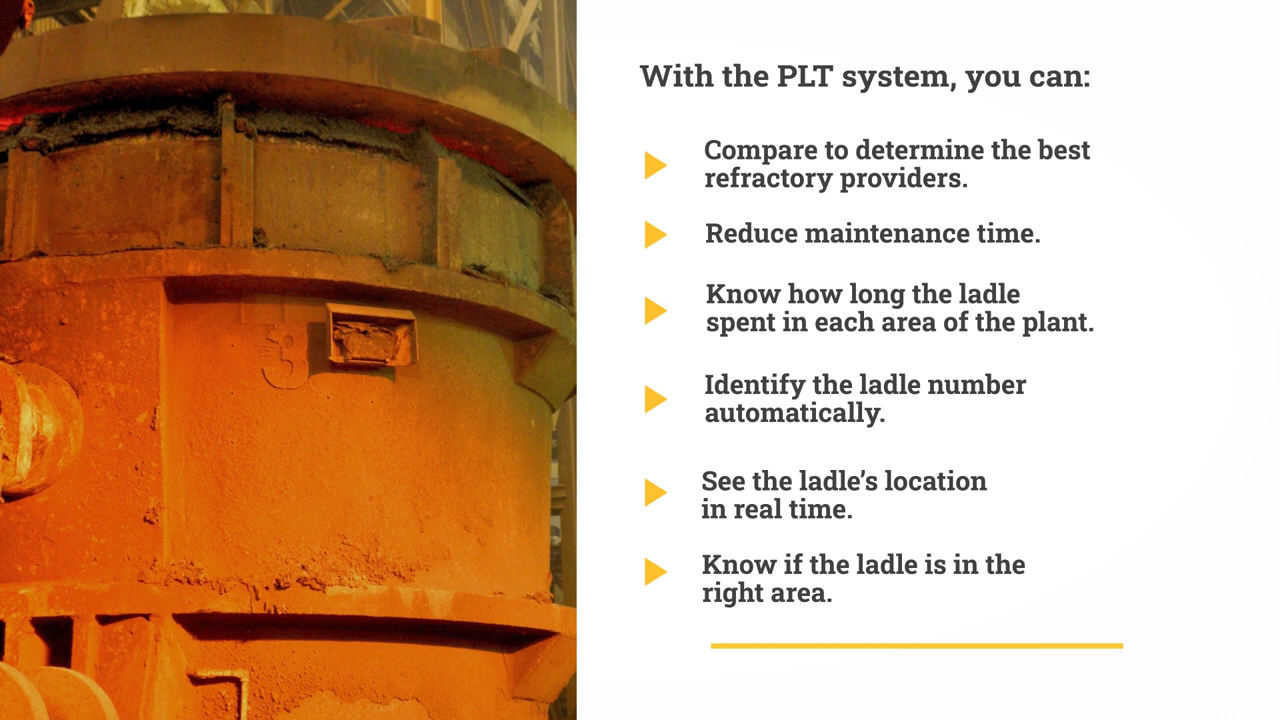 3
With the PLT system, you can:
Compare to determine the best
refractory providers.
Reduce maintenance time.
Know how long the ladle
spent in each area of the plant.
Identify the ladle number
automatically.
See the ladle’s location
in real time.
Know if the ladle is in the
right area.